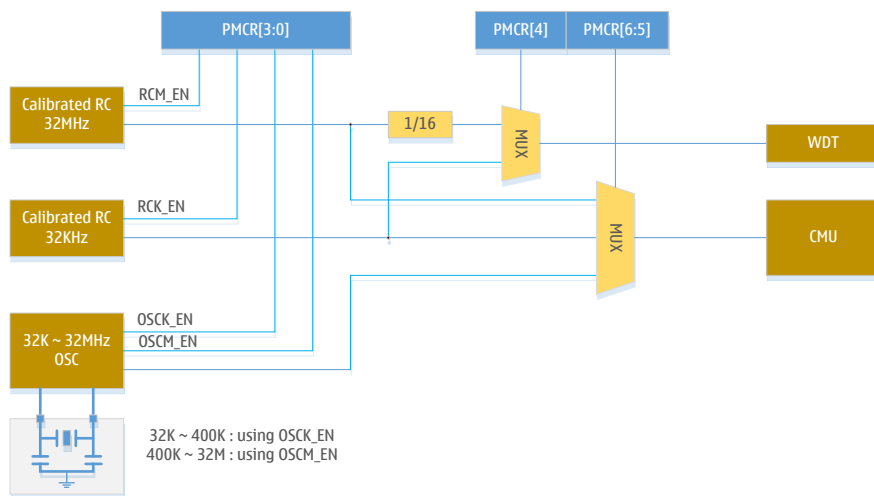 PMCR[3:0]
PMCR[4]
PMCR[6:5]
RCM_EN
Calibrated RC
32MHz
1/16
MUX
WDT
RCK_EN
Calibrated RC
32KHz
MUX
CMU
OSCK_EN
OSCM_EN
32K ~ 32MHz
OSC
32K ~ 400K : using OSCK_EN
400K ~ 32M : using OSCM_EN